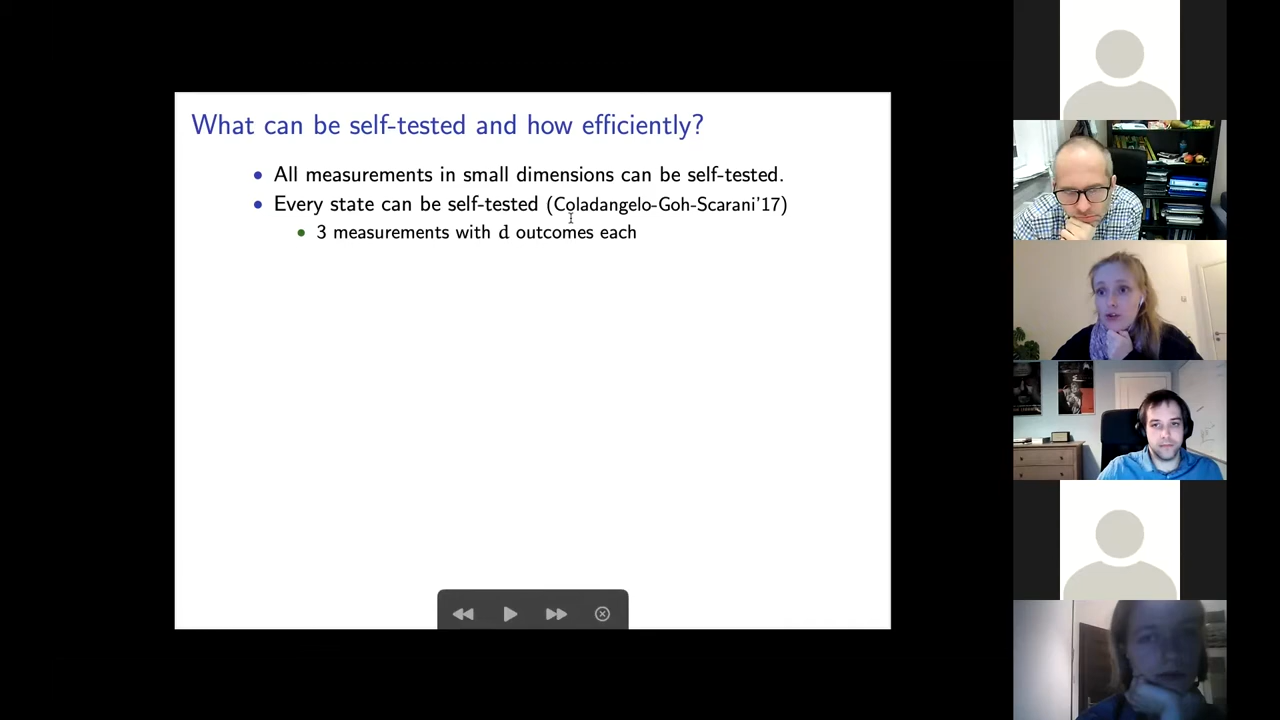 What can be self-tested and how efficiently?
All measurements in small dimensions can be self-tested.
Every state can be self-tested (Coladangelo-Goh-Scarani'17)
3 measurements with d outcomes each